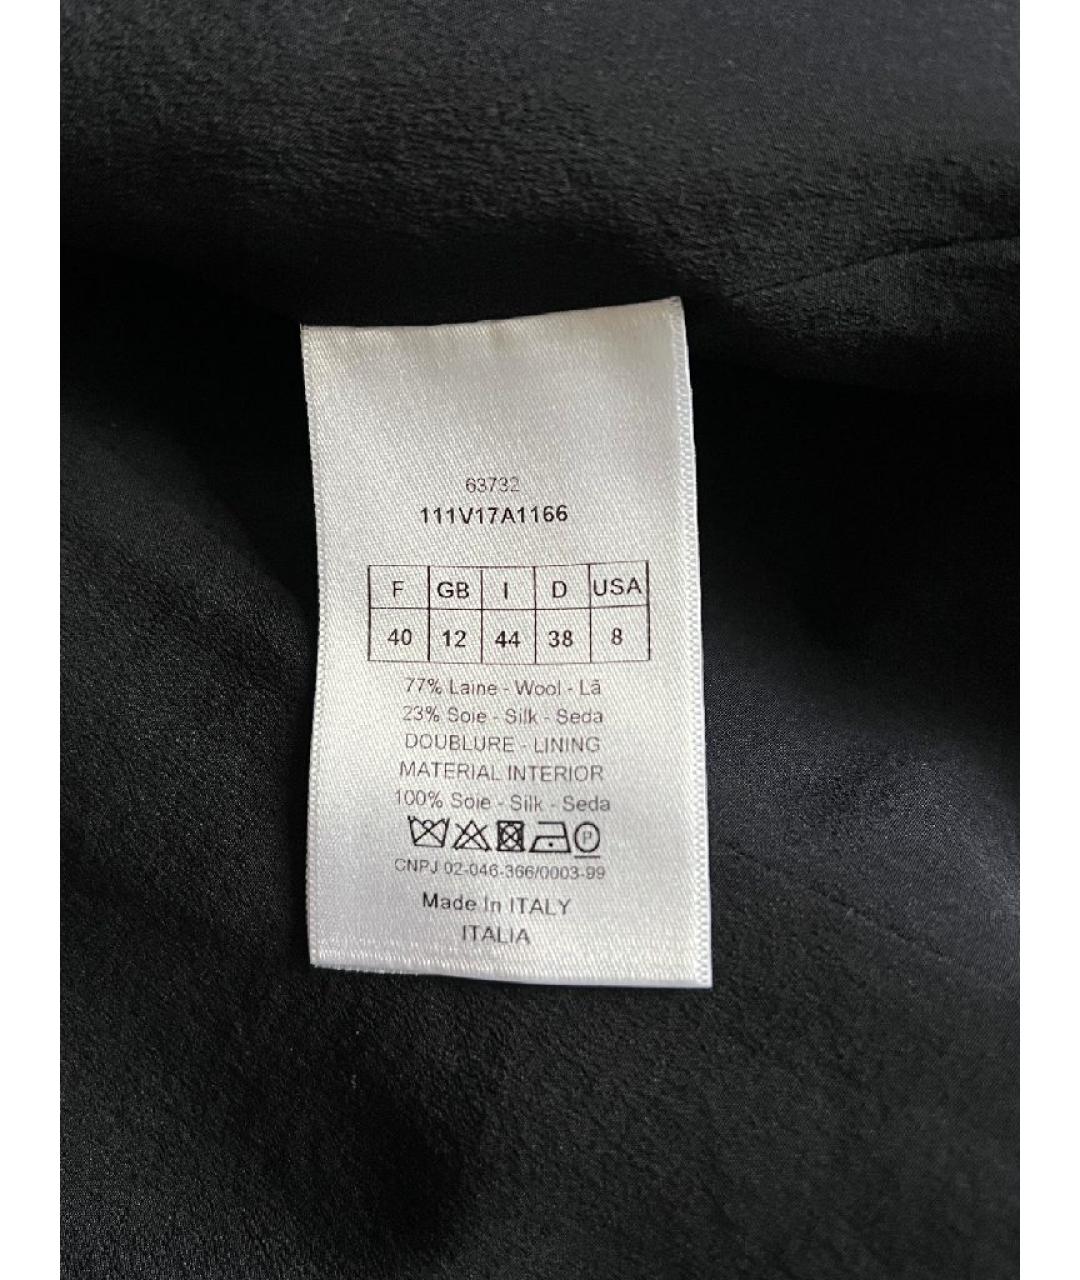 63732
111V17A1166
F GB I D USA
40 12 44 38 8
77% Laine - Wool - Lã
23% Soie - Silk - Seda
DOUBLURE - LINING
MATERIAL INTERIOR
100% Soie - Silk - Seda
P
CNPJ 02-046-366/0003-99
Made In ITALY
ITALIA